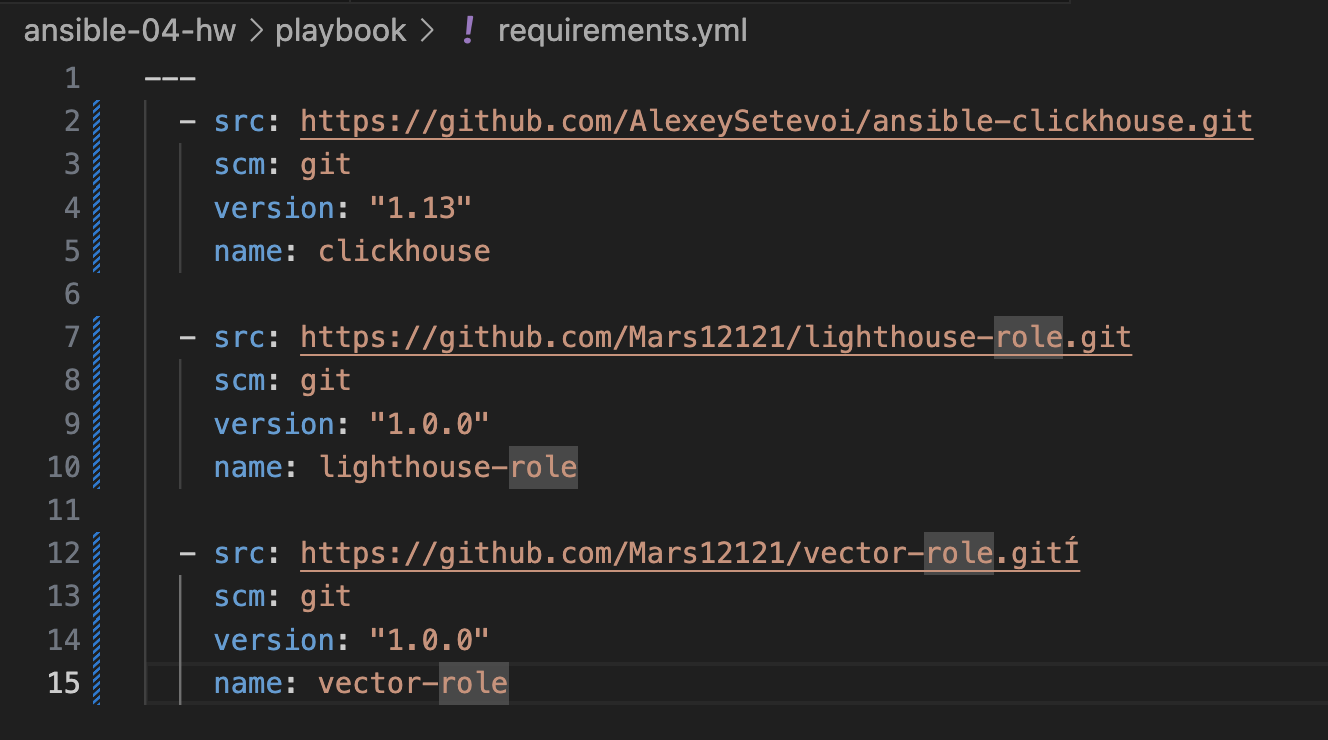 ansible-04-hw > playbook > ! requirements.yml
1 ---
2 - src: https://github.com/AlexeySetevoi/ansible-clickhouse.git
3 scm: git
4 version: "1.13"
5 name: clickhouse
6
7 - src: https://github.com/Mars12121/lighthouse-role.git
8 scm: git
9 version: "1.0.0"
10 name: lighthouse-role
11
12 - src: https://github.com/Mars12121/vector-role.gitÍ
13 scm: git
14 version: "1.0.0"
15 name: vector-role